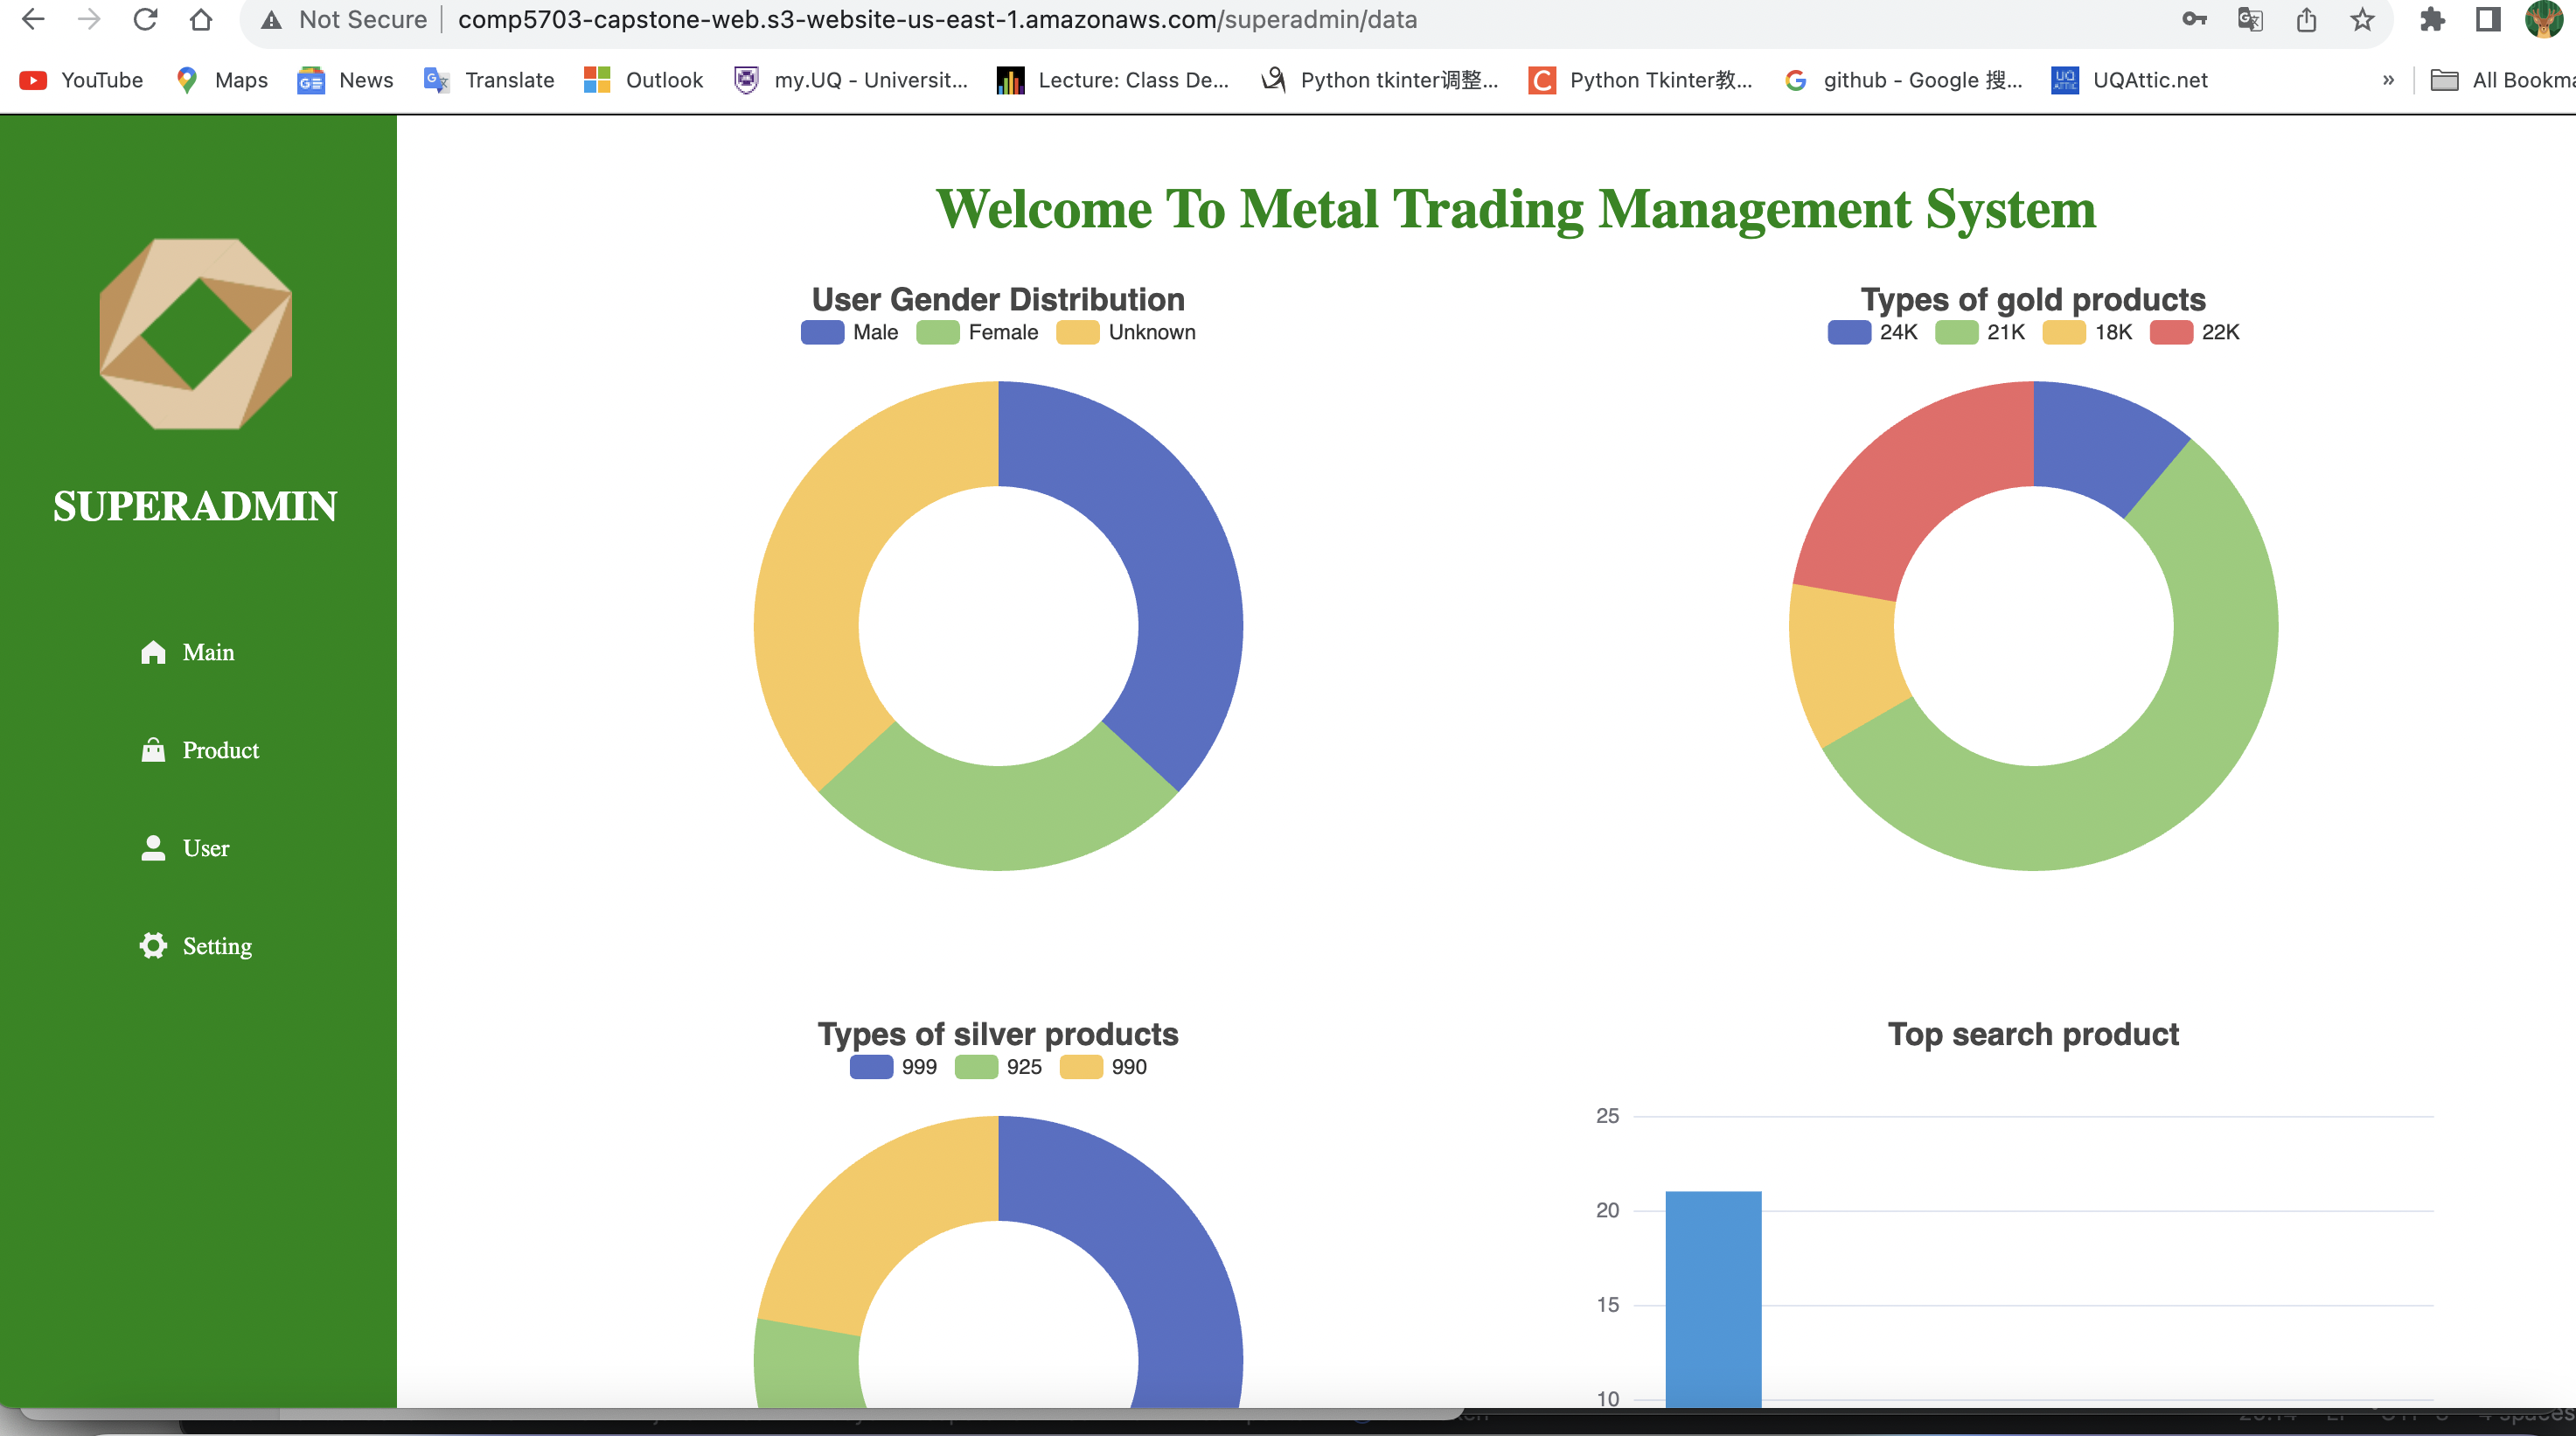 Not Secure comp5703-capstone-web.s3-website-us-east-1.amazonaws.com/superadmin/data
YouTube Maps News Translate Outlook my.UQ - Universit... Lecture: Class De... Python tkinter调整... Python Tkinter教... github - Google 搜... UQAttic.net » All Bookma
Welcome To Metal Trading Management System
SUPERADMIN
Main
Product
User
Setting
User Gender Distribution
Male Female Unknown
Types of gold products
24K 21K 18K 22K
Types of silver products
999 925 990
Top search product
25
20
15
10